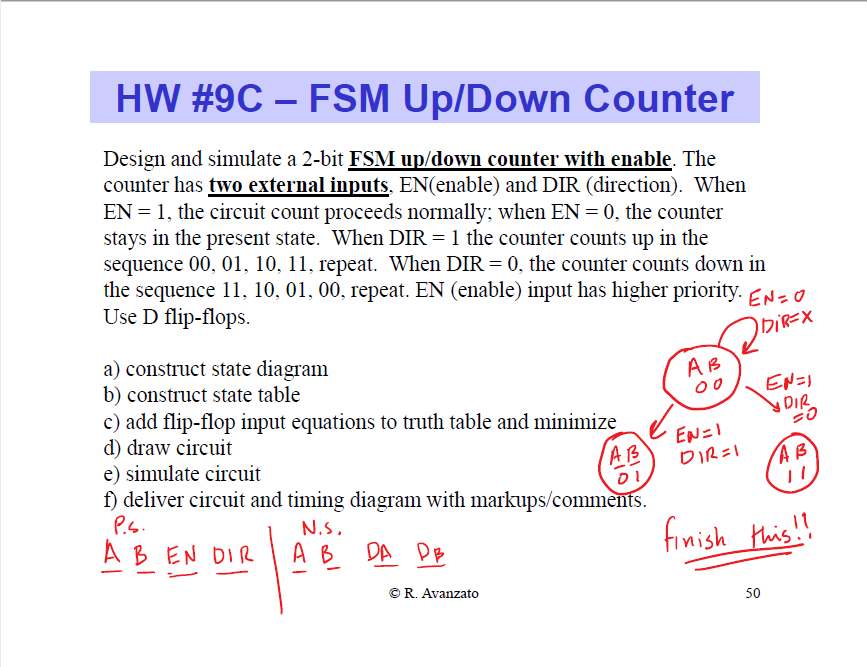 HW #9C – FSM Up/Down Counter
Design and simulate a 2-bit FSM up/down counter with enable. The
counter has two external inputs, EN(enable) and DIR (direction). When
EN = 1, the circuit count proceeds normally; when EN = 0, the counter
stays in the present state. When DIR = 1 the counter counts up in the
sequence 00, 01, 10, 11, repeat. When DIR = 0, the counter counts down in
the sequence 11, 10, 01, 00, repeat. EN (enable) input has higher priority.
Use D flip-flops.
EN=0
DIR=X
AB
00
EN=1
DIR
=0
EN=1
DIR=1
AB
01
AB
11
a) construct state diagram
b) construct state table
c) add flip-flop input equations to truth table and minimize
d) draw circuit
e) simulate circuit
f) deliver circuit and timing diagram with markups/comments.
P.S. N.S.
A B EN DIR A B DA DB
finish this!!
© R. Avanzato 50